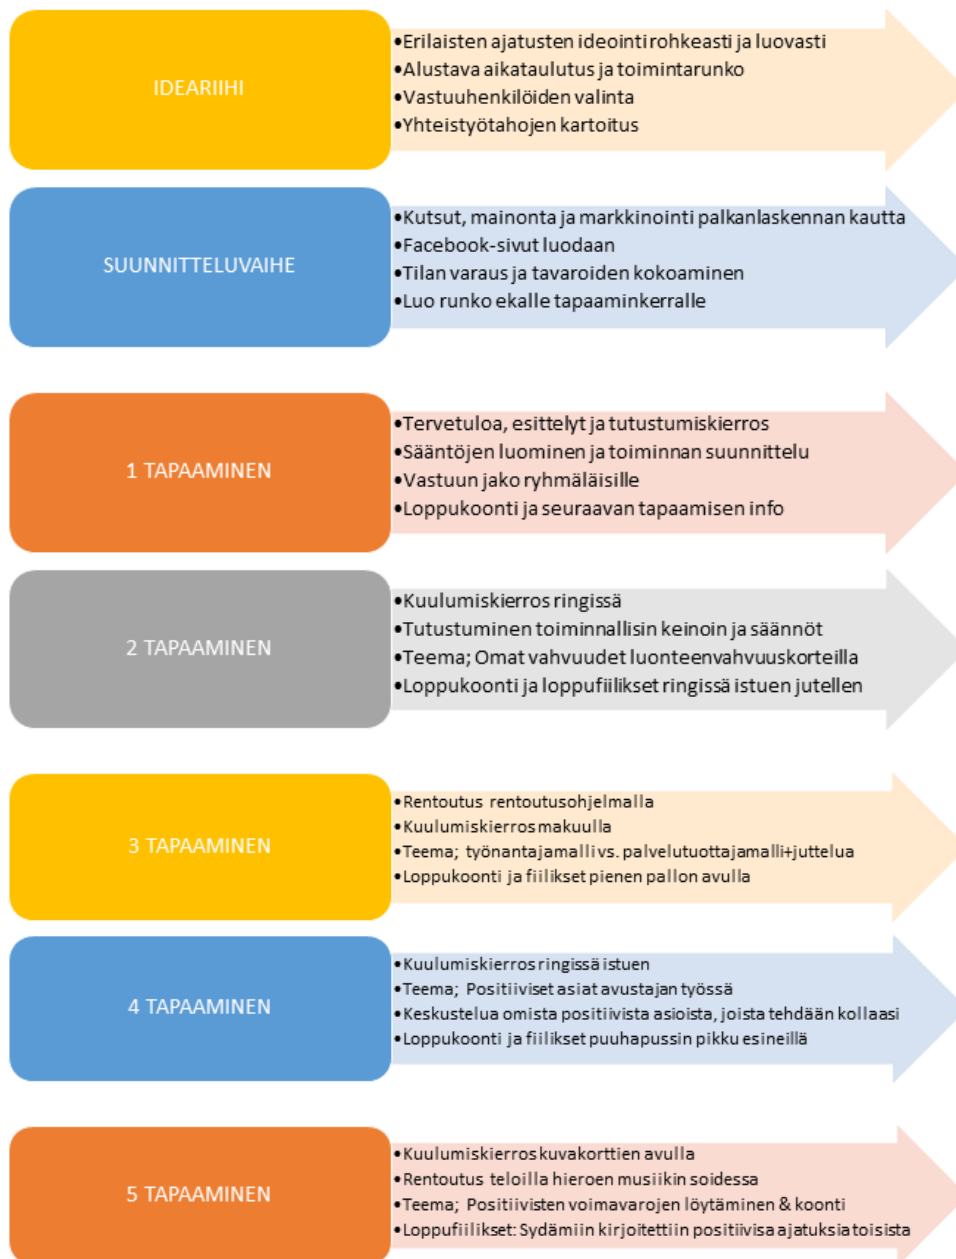 IDEARIIHI
•Erilaisten ajatusten ideointi rohkeasti ja luovasti
•Alustava aikataulutus ja toimintarunko
•Vastuuhenkilöiden valinta
•Yhteistyötahojen kartoitus
SUUNNITTELUVAIHE
•Kutsut, mainonta ja markkinointi palkanlaskennan kautta
•Facebook-sivut luodaan
•Tilan varaus ja tavaroiden kokoaminen
•Luo runko ekalle tapaaminkerralle
1 TAPAAMINEN
•Tervetuloa, esittelyt ja tutustumiskierros
•Sääntöjen luominen ja toiminnan suunnittelu
•Vastuun jako ryhmäläisille
•Loppukoonti ja seuraavan tapaamisen info
2 TAPAAMINEN
•Kuulumiskierros ringissä
•Tutustuminen toiminnallisin keinoin ja säännöt
•Teema; Omat vahvuudet luonteenvahvuuskorteilla
•Loppukoonti ja loppufiilikset ringissä istuen jutellen
3 TAPAAMINEN
•Rentoutus rentoutusohjelmalla
•Kuulumiskierros makuulla
•Teema; työnantajamalli vs. palvelutuottajamalli+juttelua
•Loppukoonti ja fiilikset pienen pallon avulla
4 TAPAAMINEN
•Kuulumiskierros ringissä istuen
•Teema; Positiiviset asiat avustajan työssä
•Keskustelua omista positiivista asioista, joista tehdään kollaasi
•Loppukoonti ja fiilikset puuhapussin pikku esineillä
5 TAPAAMINEN
•Kuulumiskierros kuvakorttien avulla
•Rentoutus teloilla hieroen musiikin soidessa
•Teema; Positiivisten voimavarojen löytäminen & koonti
•Loppufiilikset: Sydämiin kirjoitettiin positiivisa ajatuksia toisista